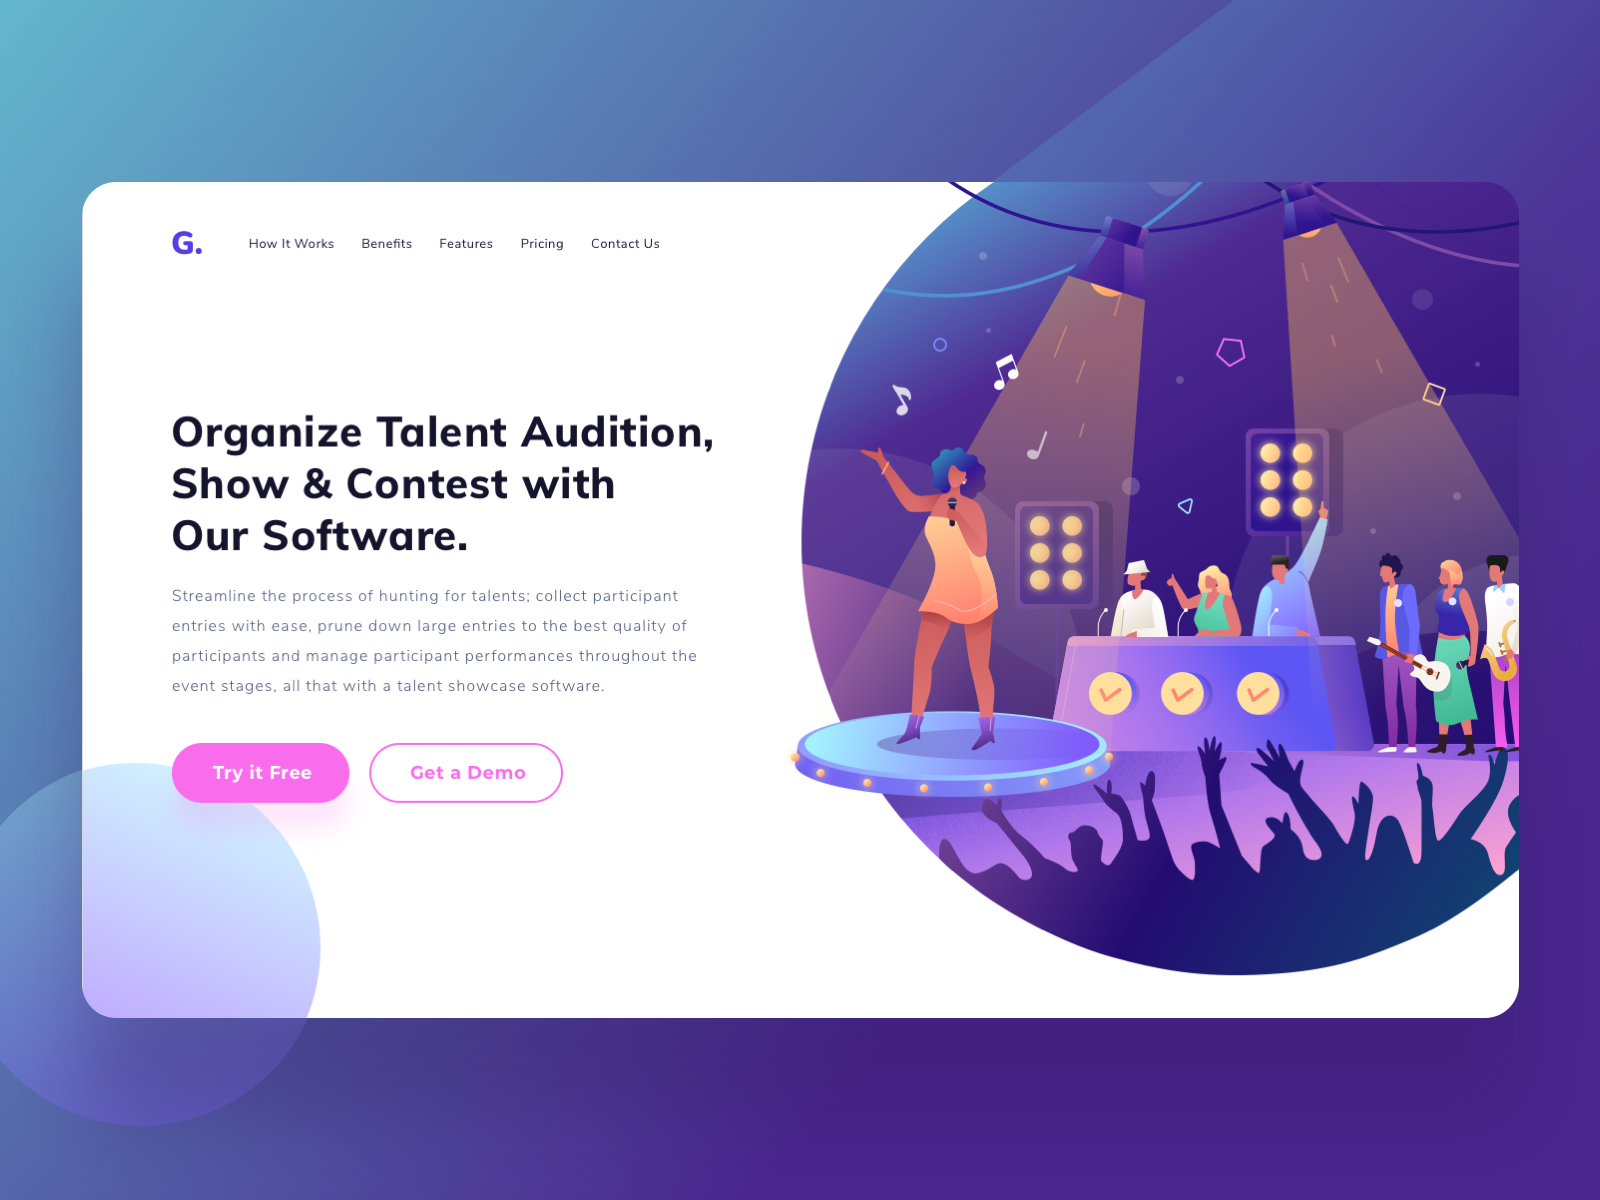 G.
How It Works Benefits Features Pricing Contact Us
Organize Talent Audition,
Show & Contest with
Our Software.
Streamline the process of hunting for talents; collect participant
entries with ease, prune down large entries to the best quality of
participants and manage participant performances throughout the
event stages, all that with a talent showcase software.
Try it Free Get a Demo